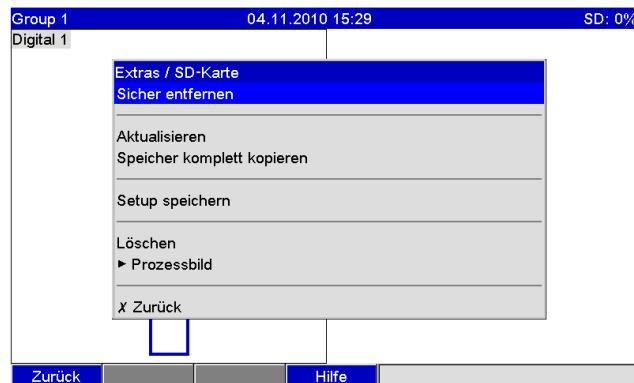 Group 1 04.11.2010 15:29 SD: 0%
Digital 1
Extras / SD-Karte
Sicher entfernen
Aktualisieren
Speicher komplett kopieren
Setup speichern
Löschen
► Prozessbild
X Zurück
Zurück Hilfe